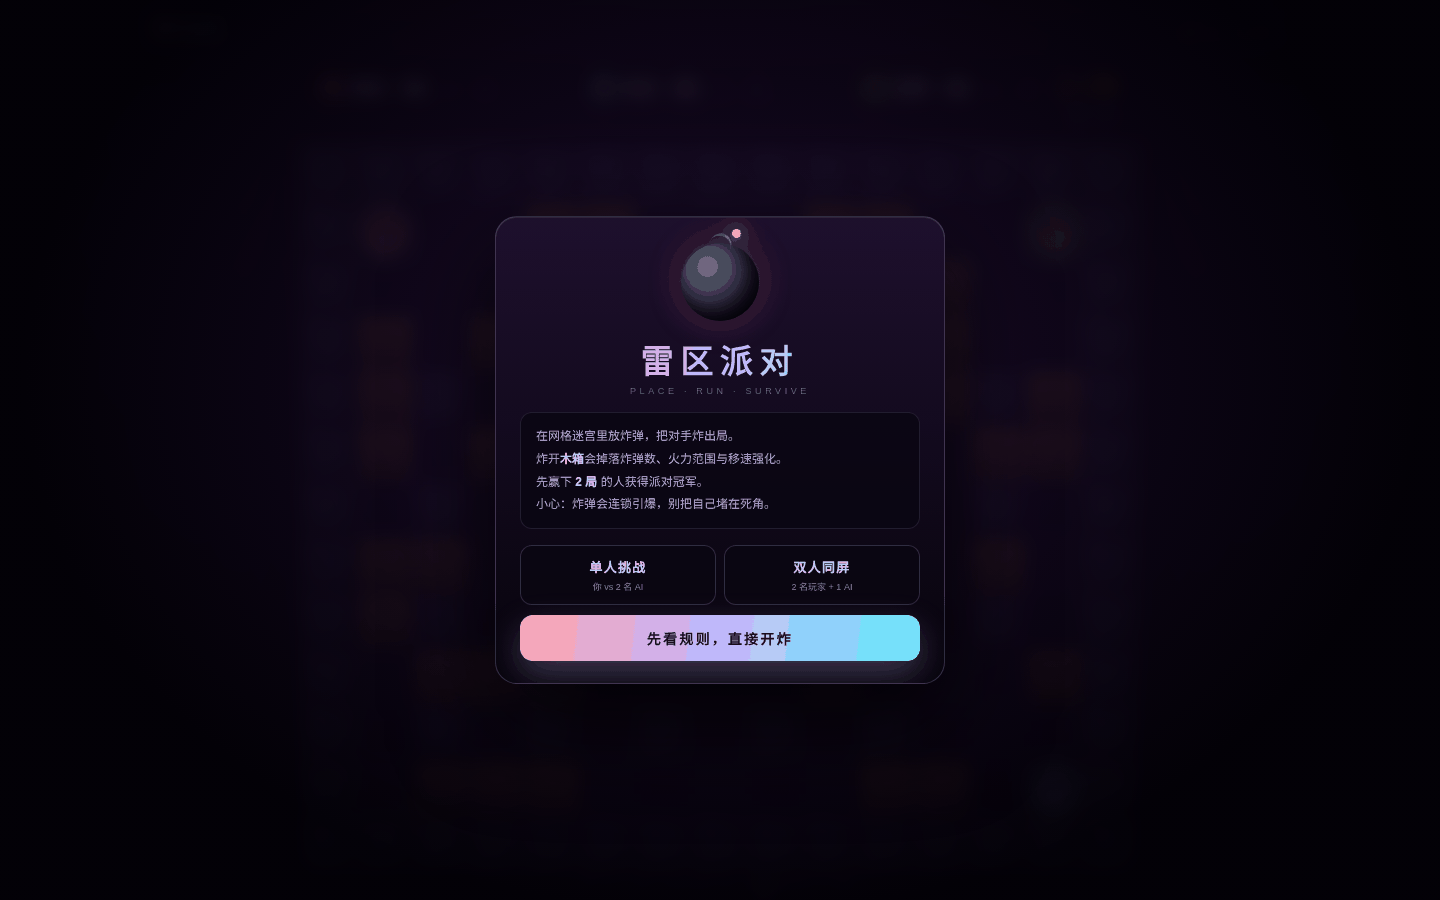 雷区派对
PLACE · RUN · SURVIVE
在网格迷宫里放炸弹，把对手炸出局。
炸开木箱会掉落炸弹数、火力范围与移速强化。
先赢下 2 局 的人获得派对冠军。
小心：炸弹会连锁引爆，别把自己堵在死角。
单人挑战
你 vs 2 名 AI
双人同屏
2 名玩家 + 1 AI
先看规则，直接开炸